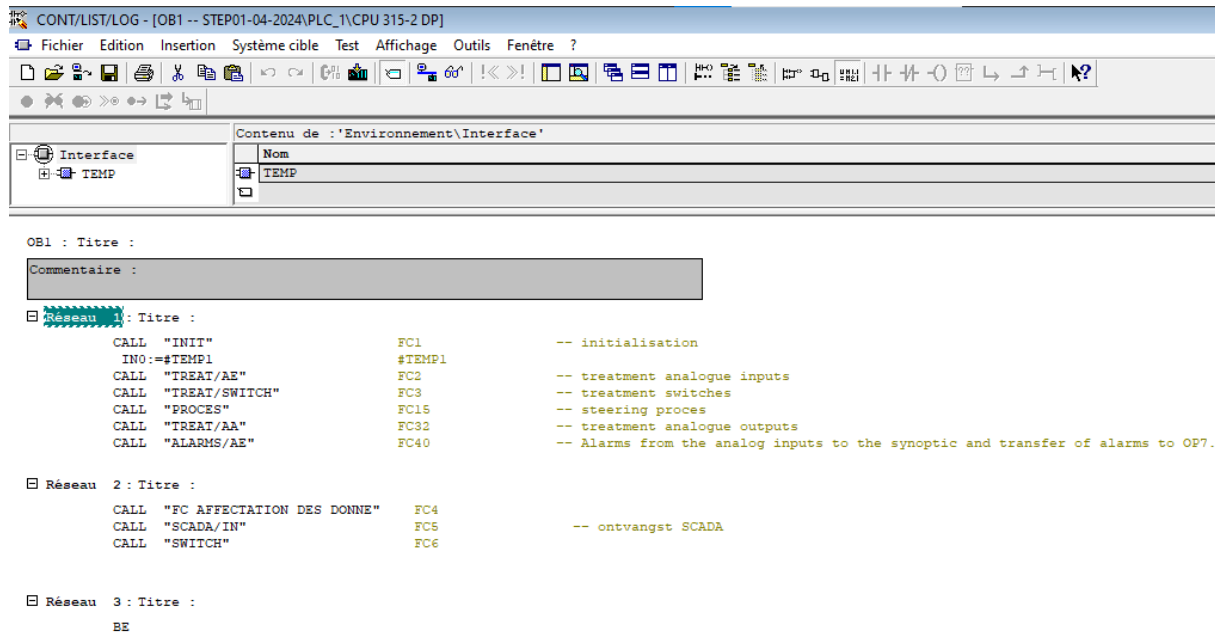 CONT/LIST/LOG - [OB1 -- STEP01-04-2024\PLC_1\CPU 315-2 DP]
Fichier Edition Insertion Système cible Test Affichage Outils Fenêtre ?
Contenu de :'Environnement\Interface'
Interface
Nom
TEMP
TEMP
OB1 : Titre :
Commentaire :
Réseau 1: Titre :
CALL "INIT" FC1 -- initialisation
IN0:=#TEMP1 #TEMP1
CALL "TREAT/AE" FC2 -- treatment analogue inputs
CALL "TREAT/SWITCH" FC3 -- treatment switches
CALL "PROCES" FC15 -- steering proces
CALL "TREAT/AA" FC32 -- treatment analogue outputs
CALL "ALARMS/AE" FC40 -- Alarms from the analog inputs to the synoptic and transfer of alarms to OP7.
Réseau 2 : Titre :
CALL "FC AFFECTATION DES DONNE" FC4
CALL "SCADA/IN" FC5 -- ontvangst SCADA
CALL "SWITCH" FC6
Réseau 3 : Titre :
BE